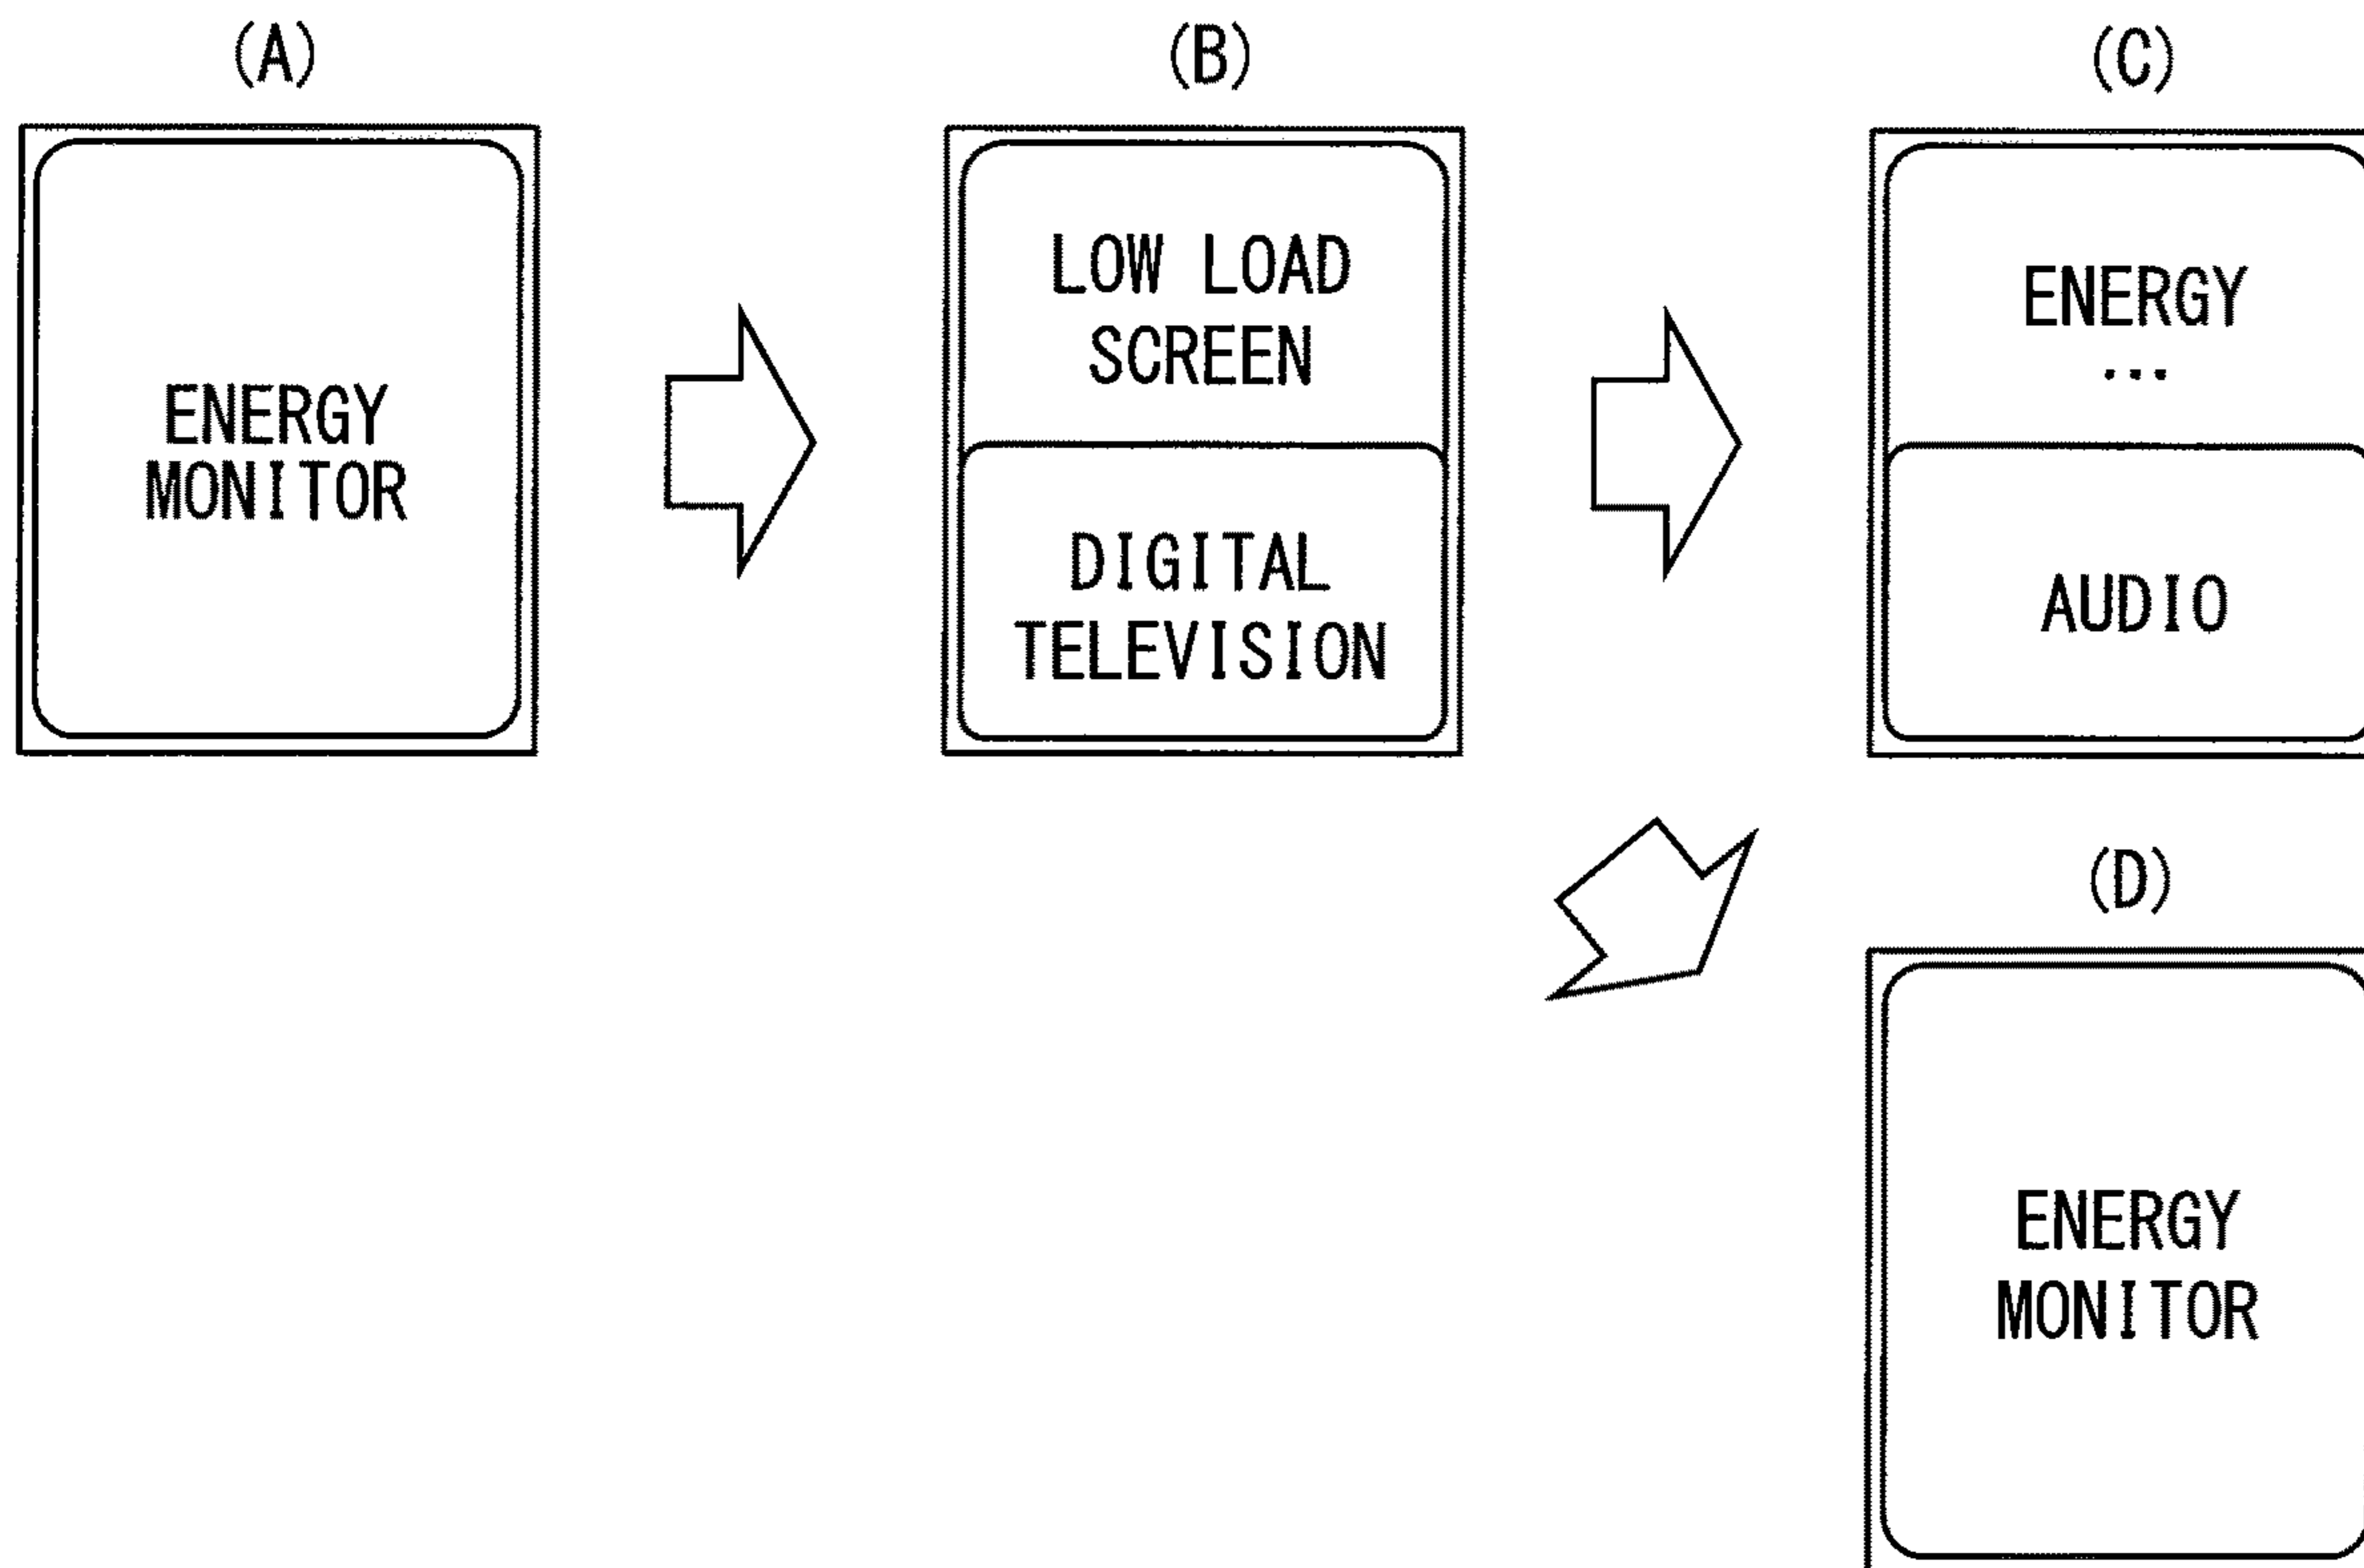 (A)
ENERGY
MONITOR
(B)
LOW LOAD
SCREEN
DIGITAL
TELEVISION
(C)
ENERGY
...
AUDIO
(D)
ENERGY
MONITOR